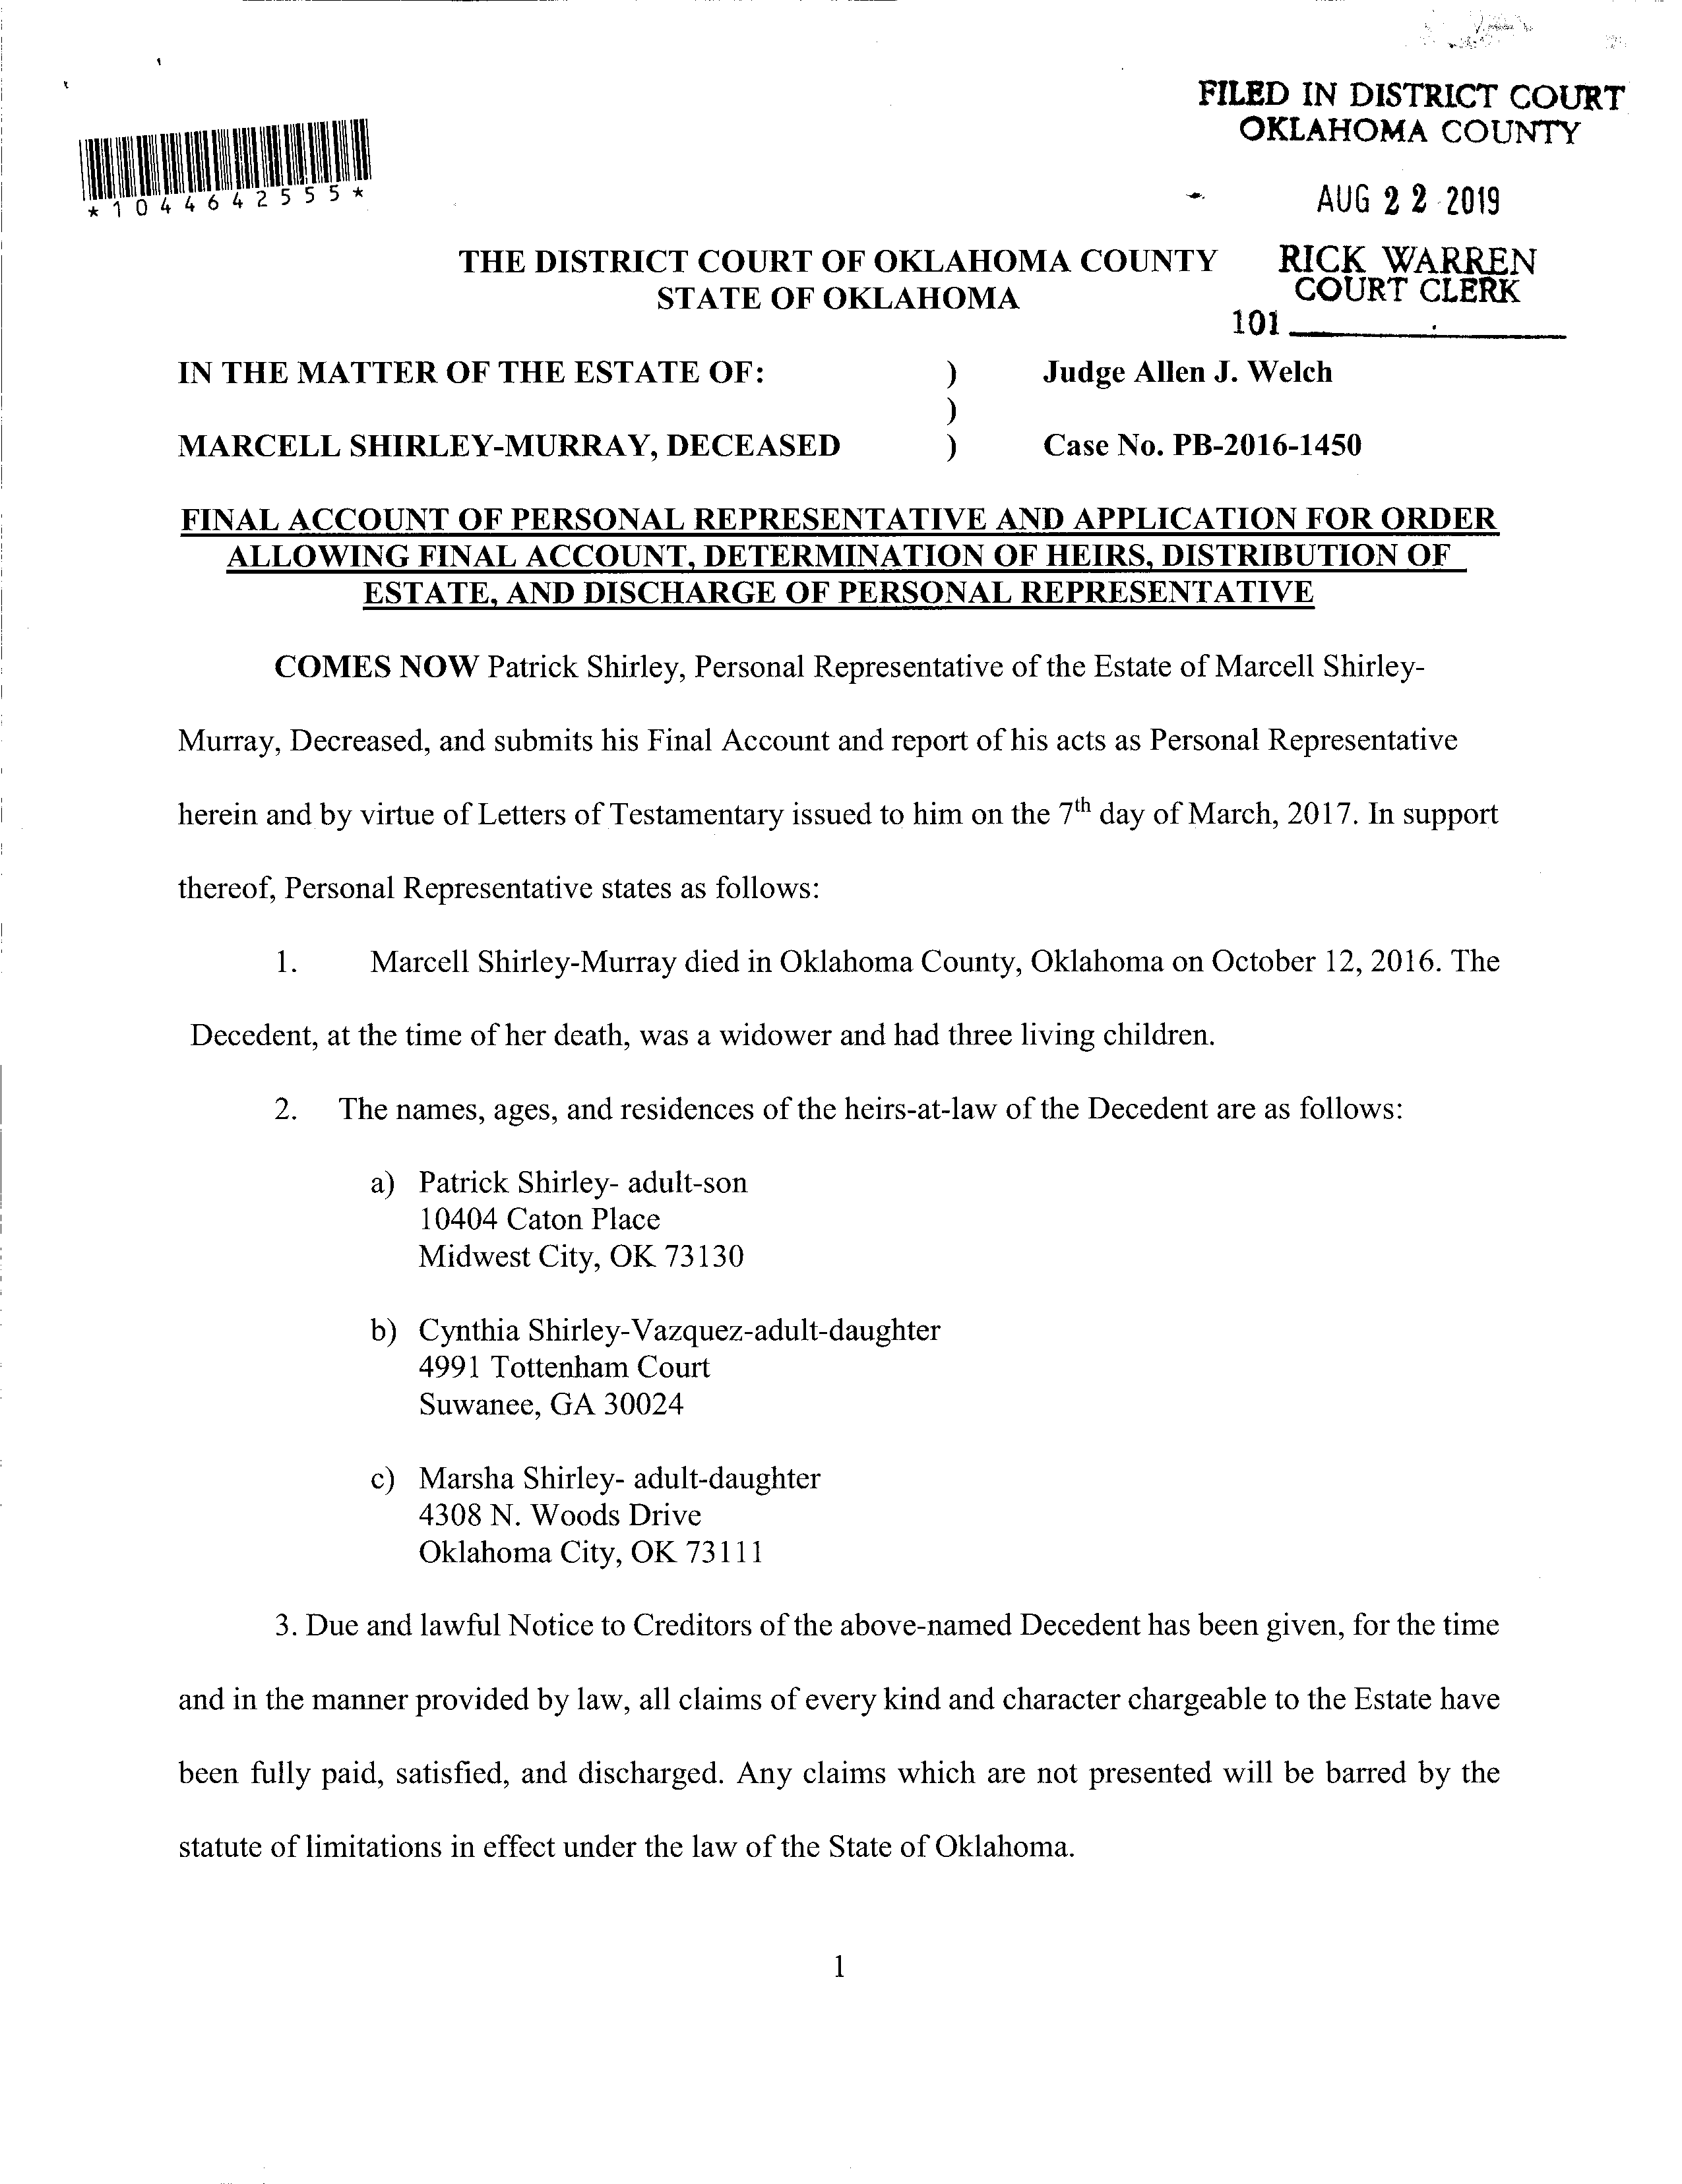 FILED IN DISTRICT COURT
OKLAHOMA COUNTY
*1044642555*
AUG 22 2019
THE DISTRICT COURT OF OKLAHOMA COUNTY
STATE OF OKLAHOMA
RICK WARREN
COURT CLERK
101
IN THE MATTER OF THE ESTATE OF: ) Judge Allen J. Welch
)
MARCELL SHIRLEY-MURRAY, DECEASED ) Case No. PB-2016-1450
FINAL ACCOUNT OF PERSONAL REPRESENTATIVE AND APPLICATION FOR ORDER
ALLOWING FINAL ACCOUNT, DETERMINATION OF HEIRS, DISTRIBUTION OF
ESTATE, AND DISCHARGE OF PERSONAL REPRESENTATIVE
COMES NOW Patrick Shirley, Personal Representative of the Estate of Marcell Shirley-
Murray, Decreased, and submits his Final Account and report of his acts as Personal Representative
herein and by virtue of Letters of Testamentary issued to him on the 7th day of March, 2017. In support
thereof, Personal Representative states as follows:
1. Marcell Shirley-Murray died in Oklahoma County, Oklahoma on October 12, 2016. The
Decedent, at the time of her death, was a widower and had three living children.
2. The names, ages, and residences of the heirs-at-law of the Decedent are as follows:
a) Patrick Shirley- adult-son
10404 Caton Place
Midwest City, OK 73130
b) Cynthia Shirley-Vazquez-adult-daughter
4991 Tottenham Court
Suwanee, GA 30024
c) Marsha Shirley- adult-daughter
4308 N. Woods Drive
Oklahoma City, OK 73111
3. Due and lawful Notice to Creditors of the above-named Decedent has been given, for the time
and in the manner provided by law, all claims of every kind and character chargeable to the Estate have
been fully paid, satisfied, and discharged. Any claims which are not presented will be barred by the
statute of limitations in effect under the law of the State of Oklahoma.
1